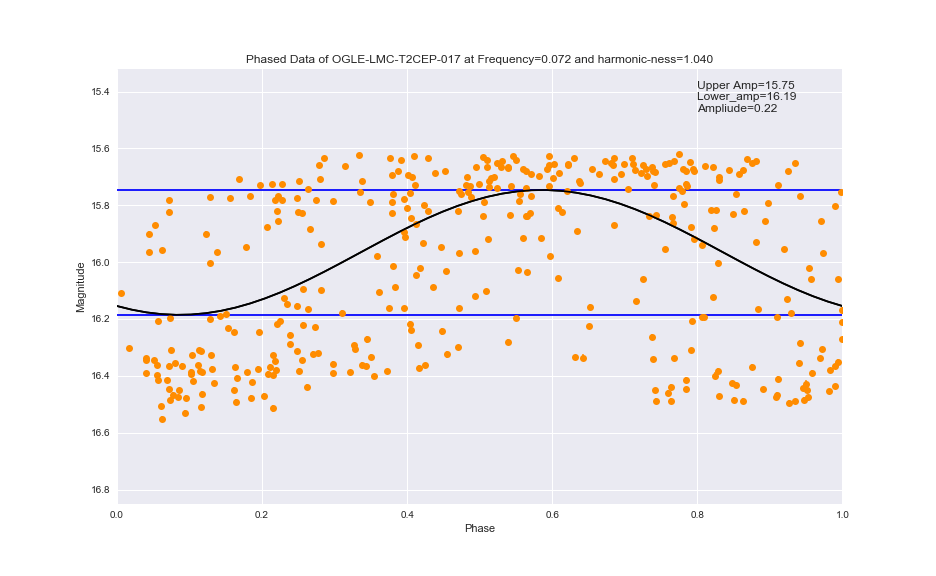 Phased Data of OGLE-LMC-T2CEP-017 at Frequency=0.072 and harmonic-ness=1.040
Upper Amp=15.75
Lower_amp=16.19
Ampliude=0.22
15.4
15.6
15.8
16.0
16.2
16.4
16.6
16.8
Magnitude
0.0 0.2 0.4 0.6 0.8 1.0
Phase